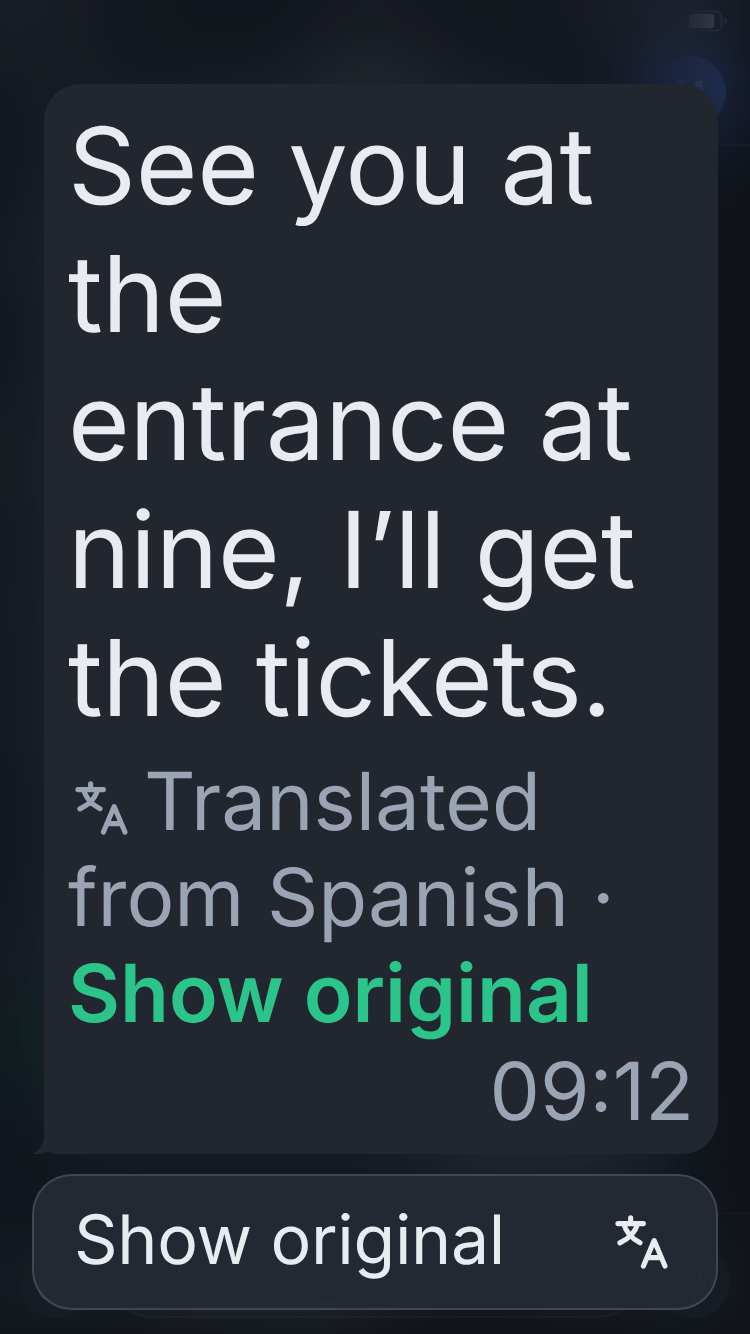 See you at
the
entrance at
nine, I’ll get
the tickets.
Translated
from Spanish ·
Show original
09:12
Show original